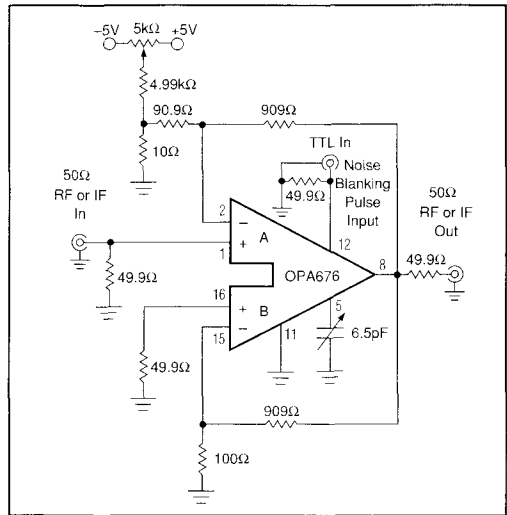 5kΩ
–5V +5V
4.99kΩ
90.9Ω 909Ω
10Ω
TTL In
Noise
Blanking
Pulse
Input
49.9Ω
50Ω
RF or IF
In
50Ω
RF or IF
Out
2
– A
+
1
12
49.9Ω
OPA676
8
49.9Ω
16
+ B
–
15
11
5
6.5pF
49.9Ω
909Ω
100Ω